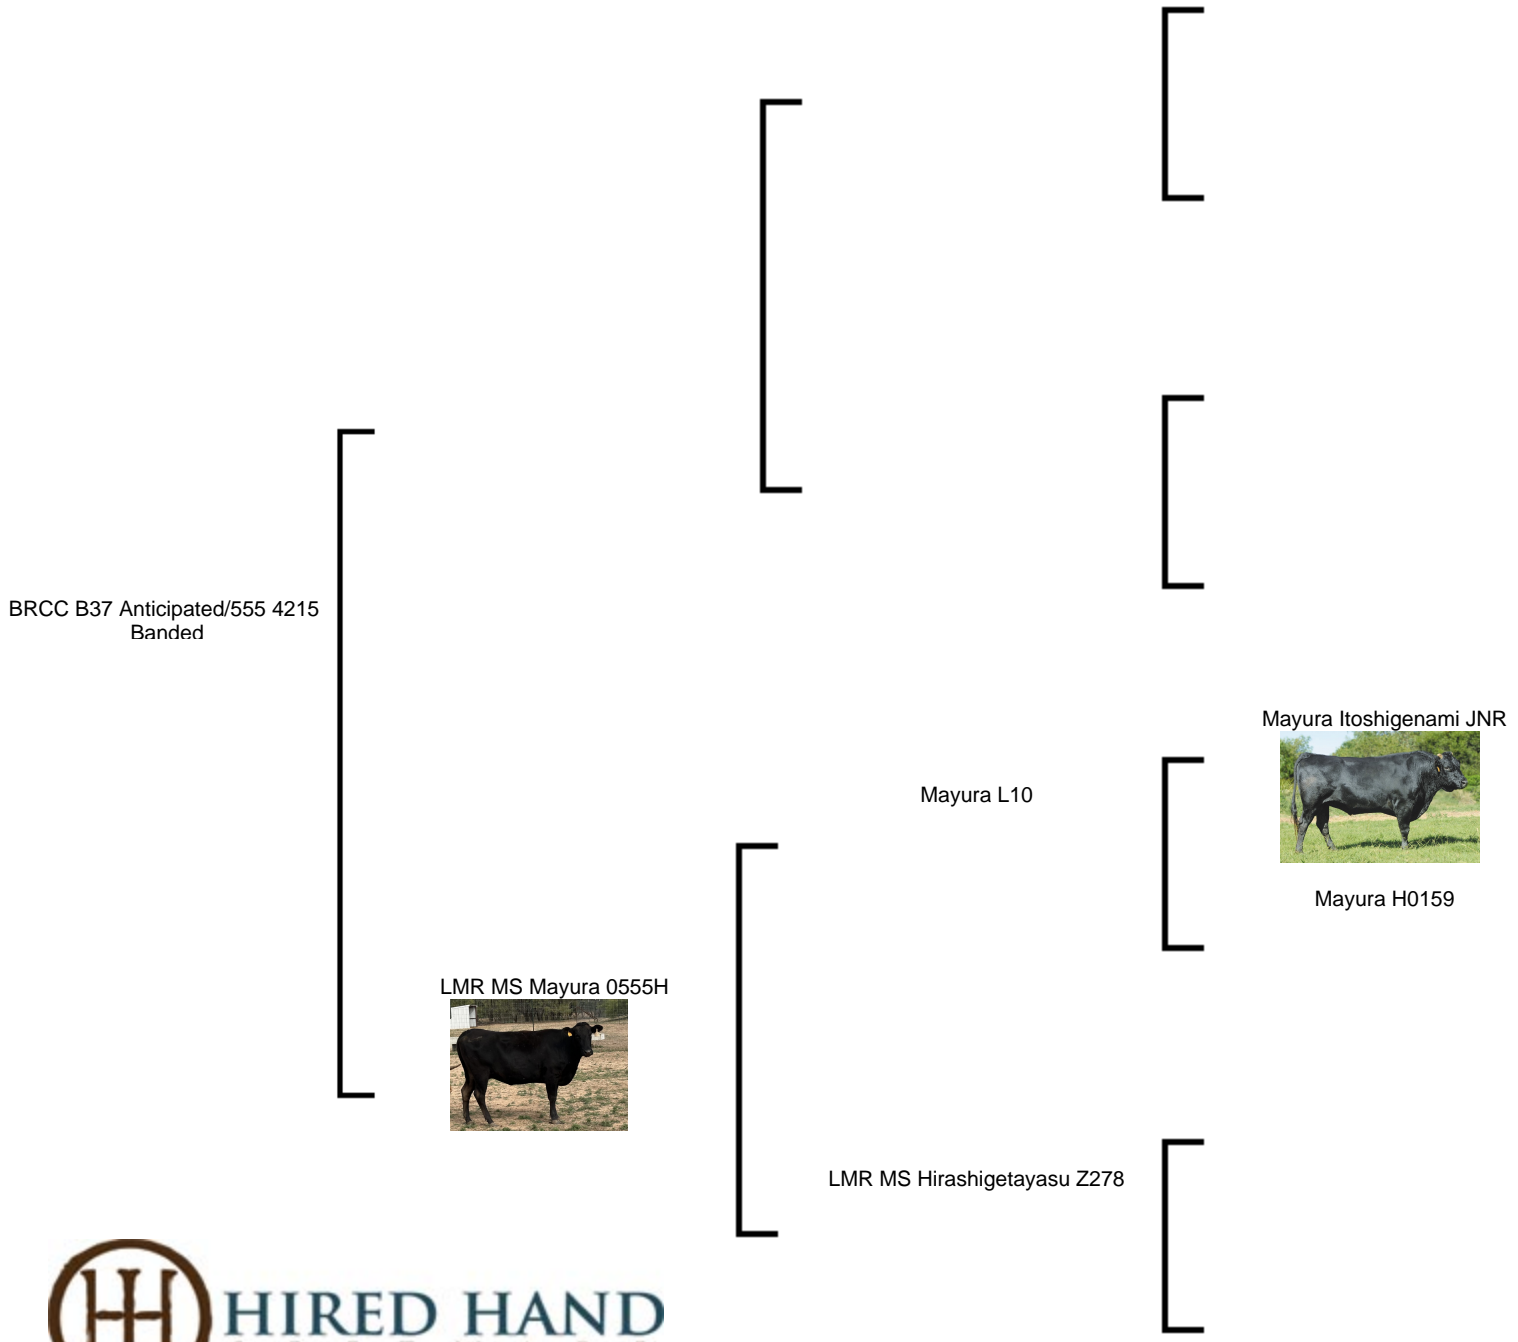 BRCC B37 Anticipated/555 4215
Banded
Mayura Itoshigenami JNR
Mayura L10
Mayura H0159
LMR MS Mayura 0555H
LMR MS Hirashigetayasu Z278
HIRED HAND